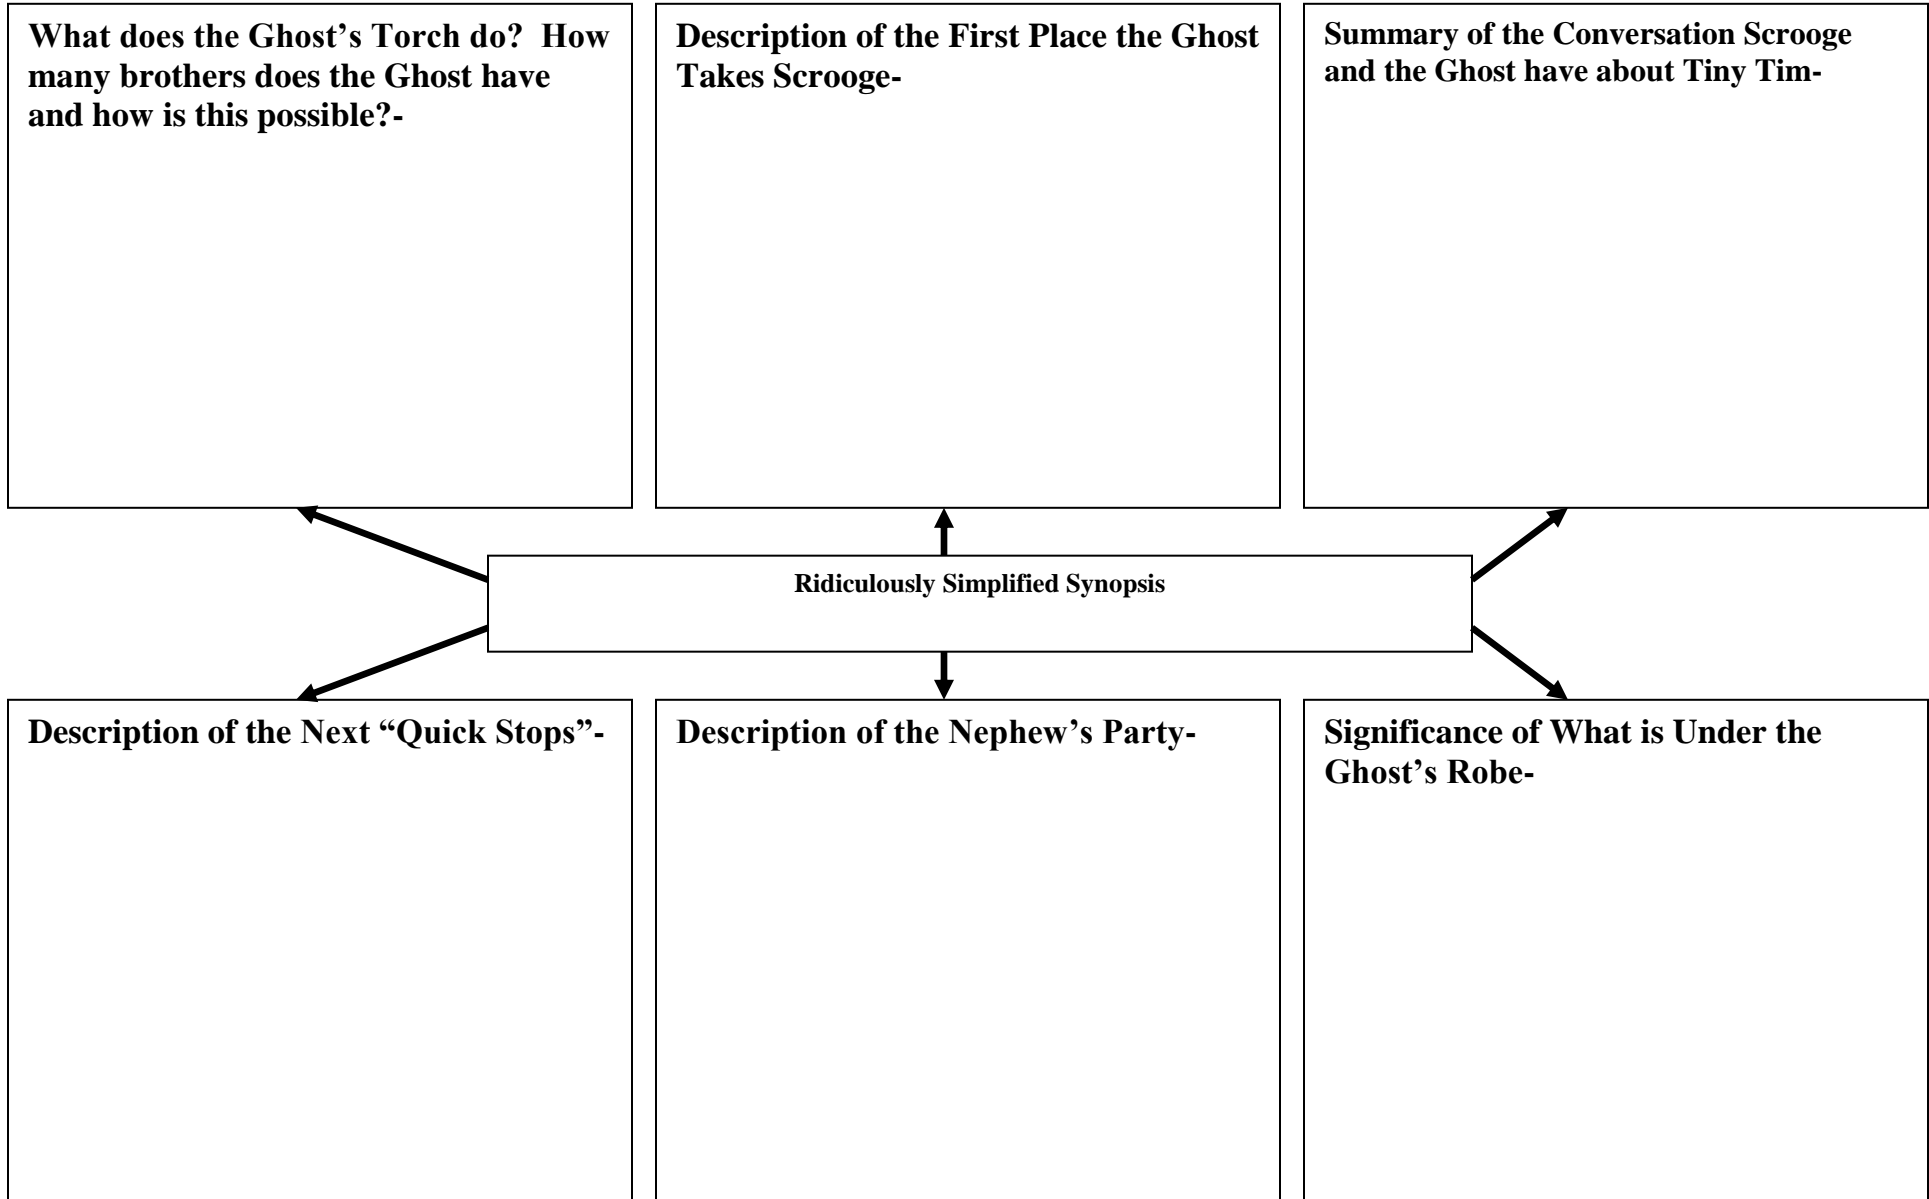 What does the Ghost’s Torch do?  How
many brothers does the Ghost have
and how is this possible?-
Description of the First Place the Ghost
Takes Scrooge-
Summary of the Conversation Scrooge
and the Ghost have about Tiny Tim-
Ridiculously Simplified Synopsis
Description of the Next “Quick Stops”-
Description of the Nephew’s Party-
Significance of What is Under the
Ghost’s Robe-